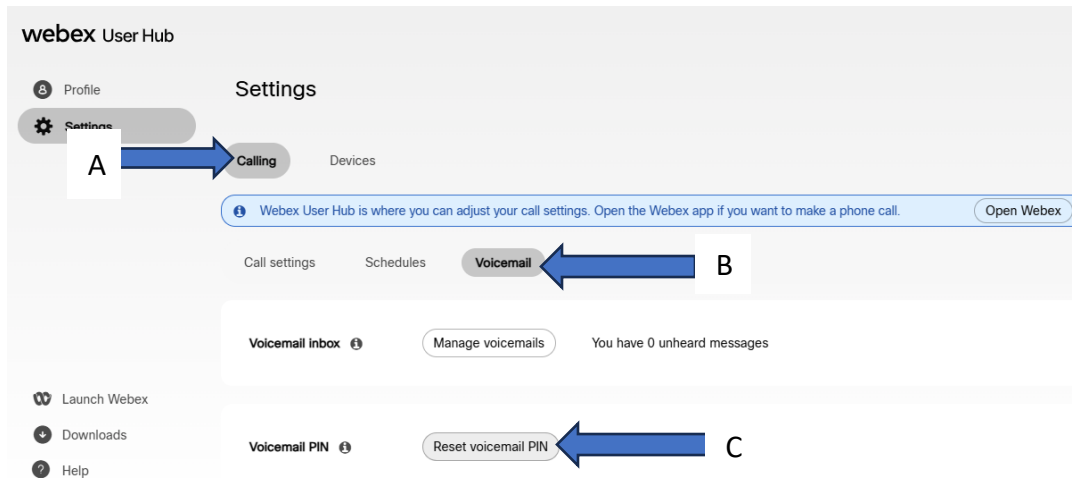 webex User Hub
Profile
Settings
Settings
A
Calling
Devices
Webex User Hub is where you can adjust your call settings. Open the Webex app if you want to make a phone call.
Open Webex
Call settings
Schedules
Voicemail
B
Voicemail inbox
Manage voicemails
You have 0 unheard messages
Launch Webex
Downloads
Help
Voicemail PIN
Reset voicemail PIN
C